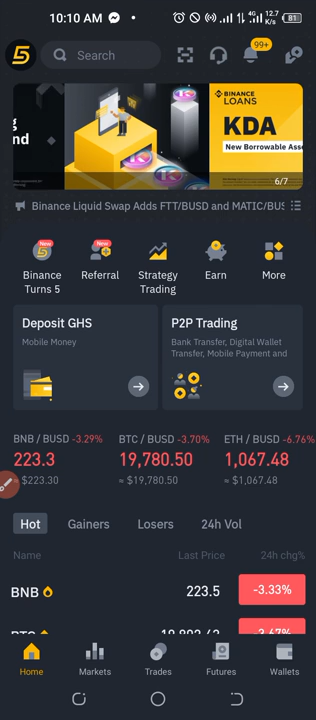 10:10 AM
4G
12.7
K/s
81
5
Search
99+
g
nd
BINANCE
LOANS
KDA
New Borrowable Asse
6/7
Binance Liquid Swap Adds FTT/BUSD and MATIC/BUS
New
New
Binance
Turns 5
Referral
Strategy
Trading
Earn
More
Deposit GHS
Mobile Money
P2P Trading
Bank Transfer, Digital Wallet
Transfer, Mobile Payment and
BNB / BUSD -3.29%
223.3
≈ $223.30
BTC / BUSD -3.70%
19,780.50
≈ $19,780.50
ETH / BUSD -6.76%
1,067.48
≈ $1,067.48
Hot Gainers Losers 24h Vol
Name Last Price 24h chg%
BNB 223.5 -3.33%
Home Markets Trades Futures Wallets